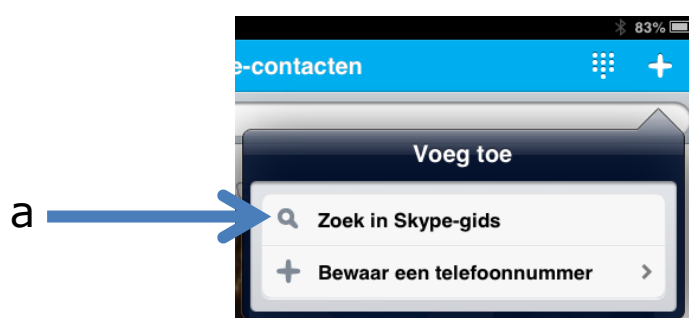 83%
e-contacten
Voeg toe
a
Zoek in Skype-gids
Bewaar een telefoonnummer